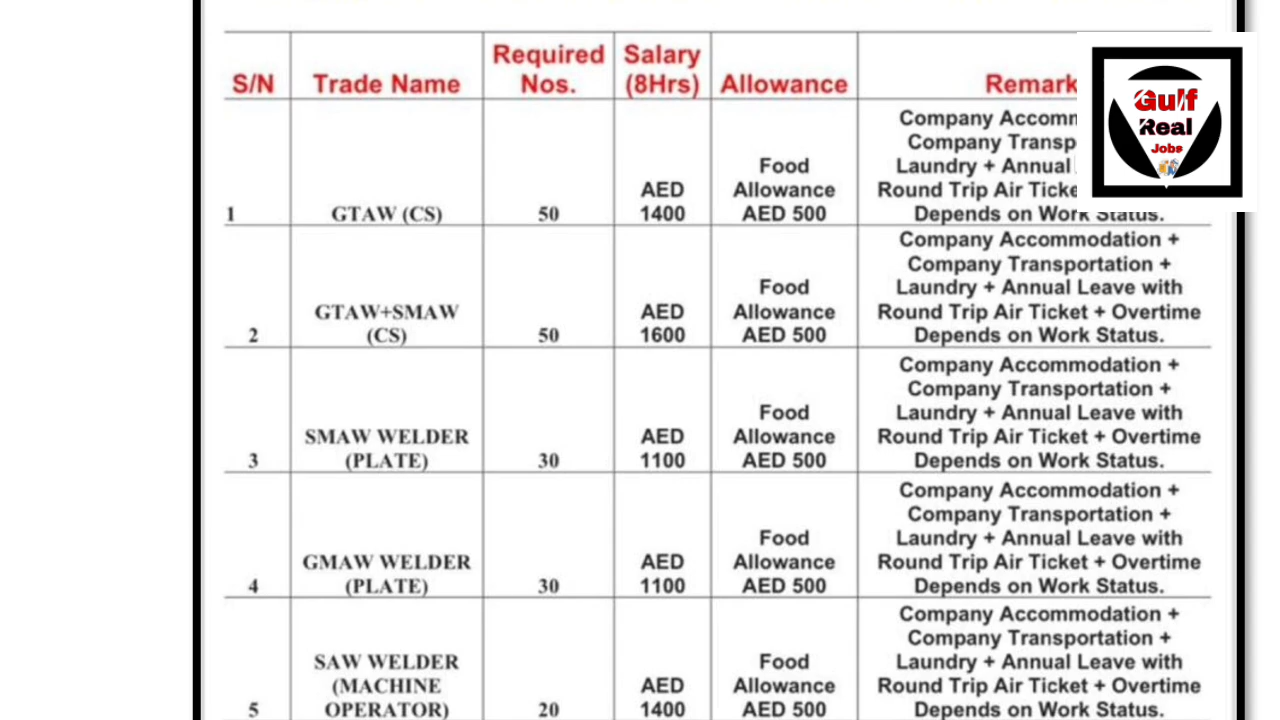 S/N Trade Name Required Nos. Salary (8Hrs) Allowance Remark
1 GTAW (CS) 50 AED 1400 Food Allowance AED 500 Company
Laundry + Annual
Round Trip Air
Depends on Work Status.
2 GTAW+SMAW (CS) 50 AED 1600 Food Allowance AED 500 Company Accommodation +
Company Transportation +
Laundry + Annual Leave with
Round Trip Air Ticket + Overtime
Depends on Work Status.
3 SMAW WELDER (PLATE) 30 AED 1100 Food Allowance AED 500 Company Accommodation +
Company Transportation +
Laundry + Annual Leave with
Round Trip Air Ticket + Overtime
Depends on Work Status.
4 GMAW WELDER (PLATE) 30 AED 1100 Food Allowance AED 500 Company Accommodation +
Company Transportation +
Laundry + Annual Leave with
Round Trip Air Ticket + Overtime
Depends on Work Status.
5 SAW WELDER (MACHINE OPERATOR) 20 AED 1400 Food Allowance AED 500 Company Accommodation +
Company Transportation +
Laundry + Annual Leave with
Round Trip Air Ticket + Overtime
Depends on Work Status.
Gulf
Real
Jobs